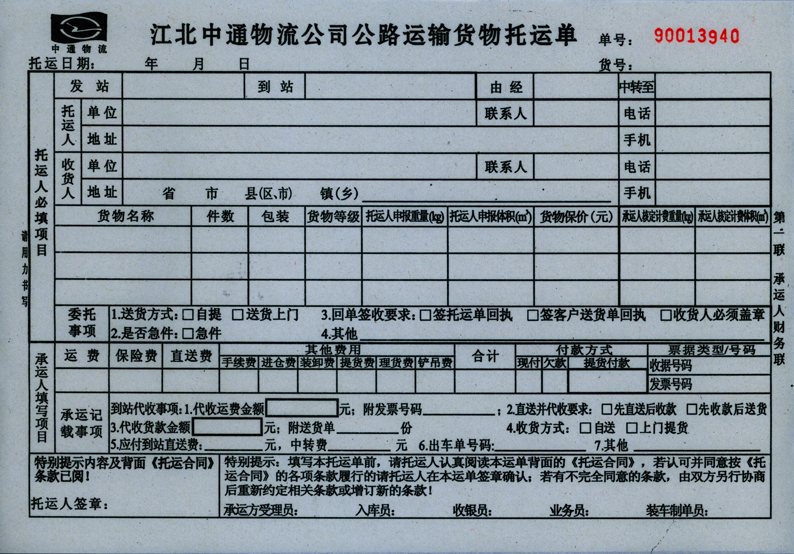 中通物流
江北中通物流公司公路运输货物托运单
单号: 90013940
托运日期: 年 月 日
货号:
托运人必填项目
发站 到站 由经 中转至
托运人 单位 联系人 电话
地址 手机
收货人 单位 联系人 电话
地址 省 市 县(区、市) 镇(乡) 手机
货物名称 件数 包装 货物等级 托运人申报重量(kg) 托运人申报体积(m³) 货物保价(元) 承运人核定计费重量(kg) 承运人核定计费体积(m³)
委托事项 1.送货方式:□自提 □送货上门 3.回单签收要求:□签托运单回执 □签客户送货单回执 □收货人必须盖章
2.是否急件:□急件 4.其他
第一联 承运人财务联
承运人填写项目
运费 保险费 直送费 其他费用 合计 付款方式 票据类型/号码
手续费 进仓费 装卸费 提货费 理货费 铲吊费 现付 欠款 提货付款 收据号码
发票号码
承运记载事项
到站代收事项:1.代收运费金额 元; 附发票号码 ; 2.直送并代收要求: □先直送后收款 □先收款后送货
3.代收货款金额 元; 附送货单 份 4.收货方式: □自送 □上门提货
5.应付到站直送费: 元, 中转费 元 6.出车单号码: 7.其他
特别提示内容及背面《托运合同》条款已阅!
托运人签章:
特别提示: 填写本托运单前, 请托运人认真阅读本运单背面的《托运合同》, 若认可并同意按《托
运合同》的各项条款履行的请托运人在本运单签章确认; 若有不完全同意的条款, 由双方另行协商
后重新约定相关条款或增订新的条款!
承运方受理员: 入库员: 收银员: 业务员: 装车制单员: